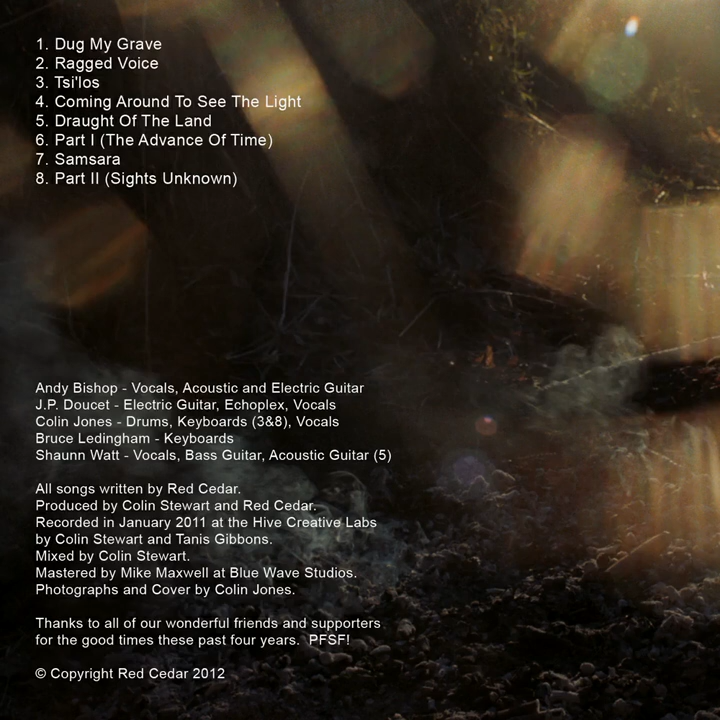 1. Dug My Grave
2. Ragged Voice
3. Tsi'los
4. Coming Around To See The Light
5. Draught Of The Land
6. Part I (The Advance Of Time)
7. Samsara
8. Part II (Sights Unknown)
Andy Bishop - Vocals, Acoustic and Electric Guitar
J.P. Doucet - Electric Guitar, Echoplex, Vocals
Colin Jones - Drums, Keyboards (3&8), Vocals
Bruce Ledingham - Keyboards
Shaunn Watt - Vocals, Bass Guitar, Acoustic Guitar (5)
All songs written by Red Cedar.
Produced by Colin Stewart and Red Cedar.
Recorded in January 2011 at the Hive Creative Labs
by Colin Stewart and Tanis Gibbons.
Mixed by Colin Stewart.
Mastered by Mike Maxwell at Blue Wave Studios.
Photographs and Cover by Colin Jones.
Thanks to all of our wonderful friends and supporters
for the good times these past four years.  PFSF!
© Copyright Red Cedar 2012